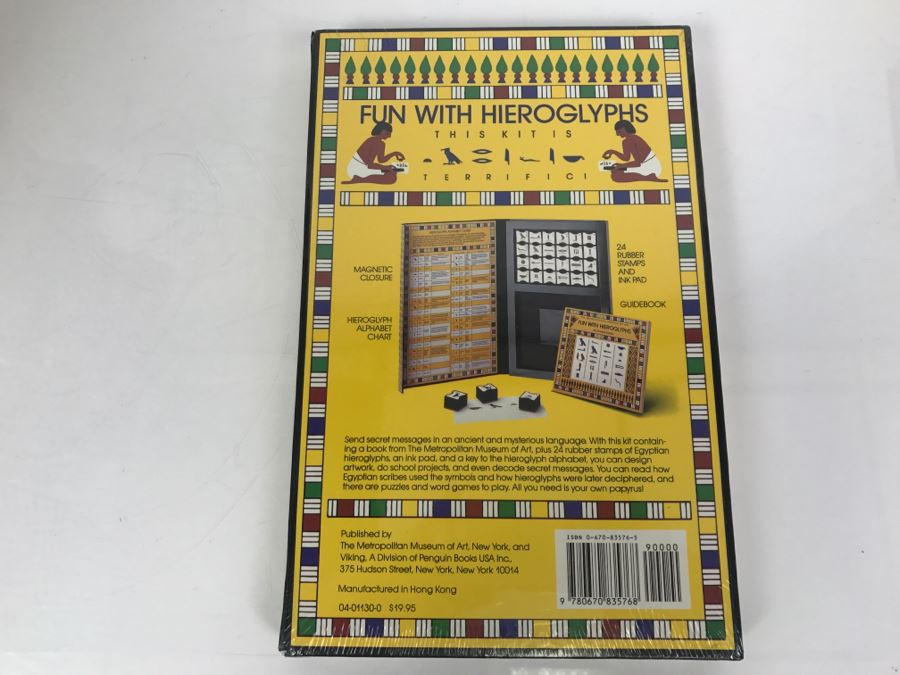 FUN WITH HIEROGLYPHS
THIS KIT IS
TERRIFIC!
MAGNETIC
CLOSURE
HIEROGLYPH
ALPHABET
CHART
24
RUBBER
STAMPS
AND
INK PAD
GUIDEBOOK
FUN WITH HIEROGLYPHS
Send secret messages in an ancient and mysterious language. With this kit contain-
ing a book from The Metropolitan Museum of Art, plus 24 rubber stamps of Egyptian
hieroglyphs, an ink pad, and a key to the hieroglyph alphabet, you can design
artwork, do school projects, and even decode secret messages. You can read how
Egyptian scribes used the symbols and how hieroglyphs were later deciphered, and
there are puzzles and word games to play. All you need is your own papyrus!
Published by
The Metropolitan Museum of Art, New York, and
Viking, A Division of Penguin Books USA Inc.,
375 Hudson Street, New York, New York 10014
Manufactured in Hong Kong
04-01130-0 $19.95
ISBN 0-670-83576-5
90000
9 780670 835768